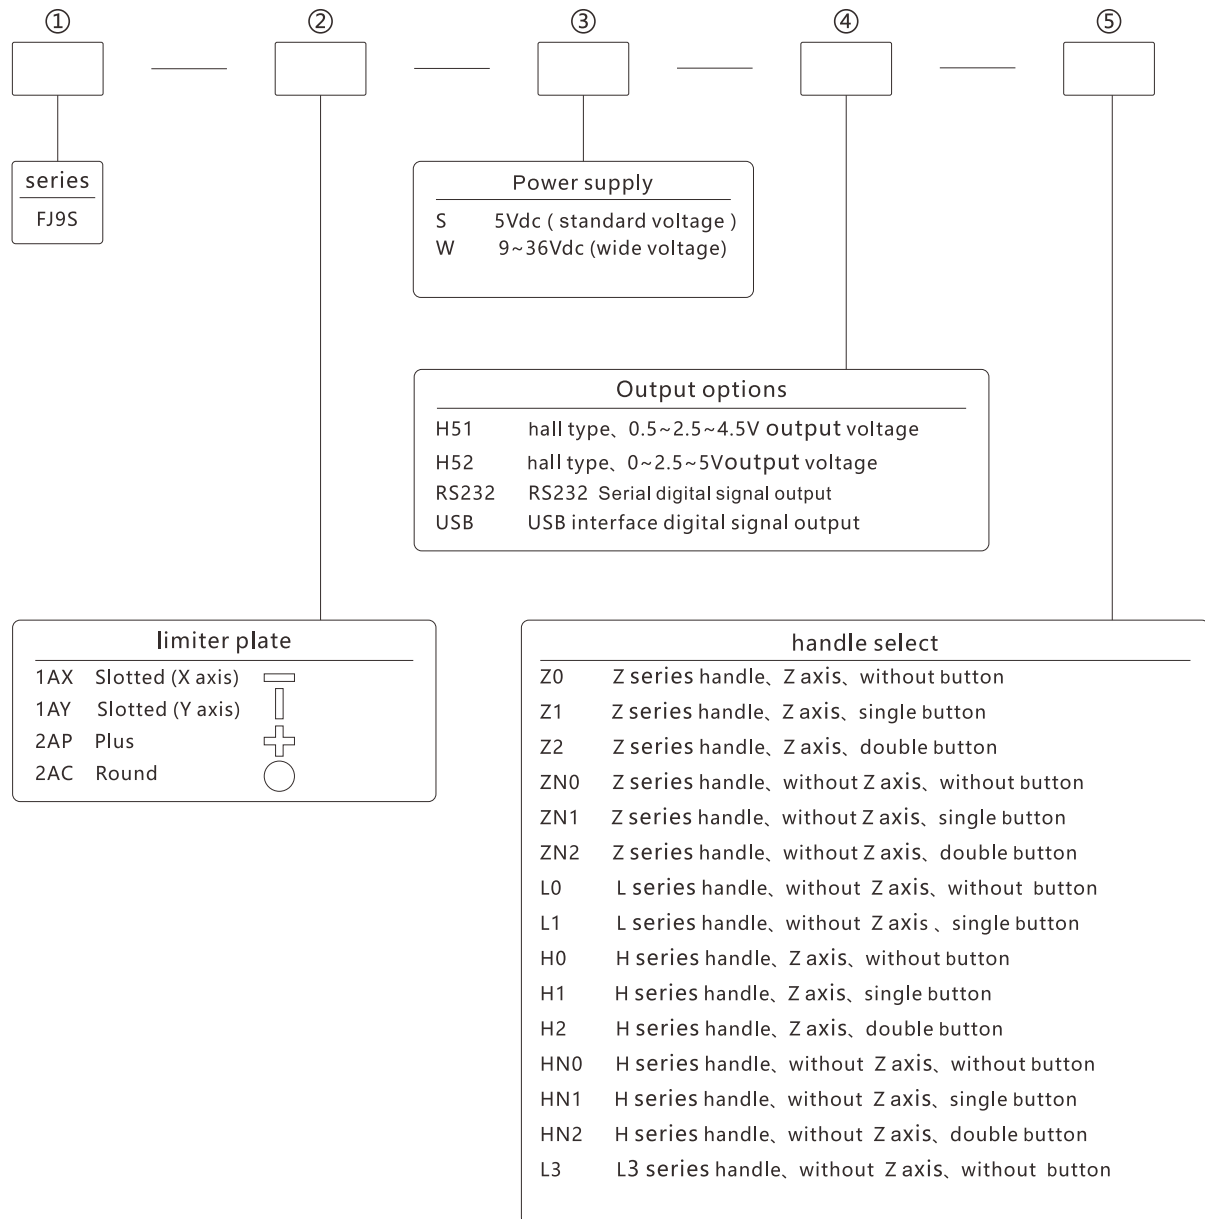 ① ② ③ ④ ⑤
series
FJ9S
Power supply
S 5Vdc ( standard voltage )
W 9~36Vdc (wide voltage)
Output options
H51 hall type、0.5~2.5~4.5V output voltage
H52 hall type、0~2.5~5Voutput voltage
RS232 RS232 Serial digital signal output
USB USB interface digital signal output
limiter plate
1AX Slotted (X axis)
1AY Slotted (Y axis)
2AP Plus
2AC Round
handle select
Z0 Z series handle、Z axis、without button
Z1 Z series handle、Z axis、single button
Z2 Z series handle、Z axis、double button
ZN0 Z series handle、without Z axis、without button
ZN1 Z series handle、without Z axis、single button
ZN2 Z series handle、without Z axis、double button
L0 L series handle、without Z axis、without button
L1 L series handle、without Z axis 、single button
H0 H series handle、Z axis、without button
H1 H series handle、Z axis、single button
H2 H series handle、Z axis、double button
HN0 H series handle、without Z axis、without button
HN1 H series handle、without Z axis、single button
HN2 H series handle、without Z axis、double button
L3 L3 series handle、without Z axis、without button